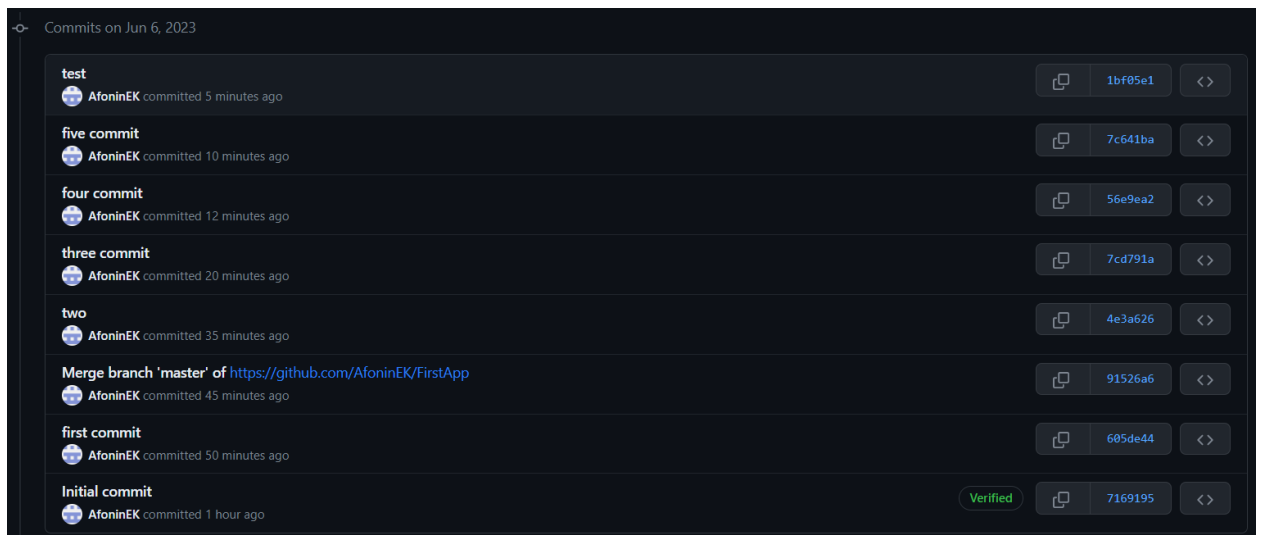 Commits on Jun 6, 2023
test
AfoninEK committed 5 minutes ago
1bf05e1
five commit
AfoninEK committed 10 minutes ago
7c641ba
four commit
AfoninEK committed 12 minutes ago
56e9ea2
three commit
AfoninEK committed 20 minutes ago
7cd791a
two
AfoninEK committed 35 minutes ago
4e3a626
Merge branch 'master' of https://github.com/AfoninEK/FirstApp
AfoninEK committed 45 minutes ago
91526a6
first commit
AfoninEK committed 50 minutes ago
605de44
Initial commit
AfoninEK committed 1 hour ago
Verified
7169195